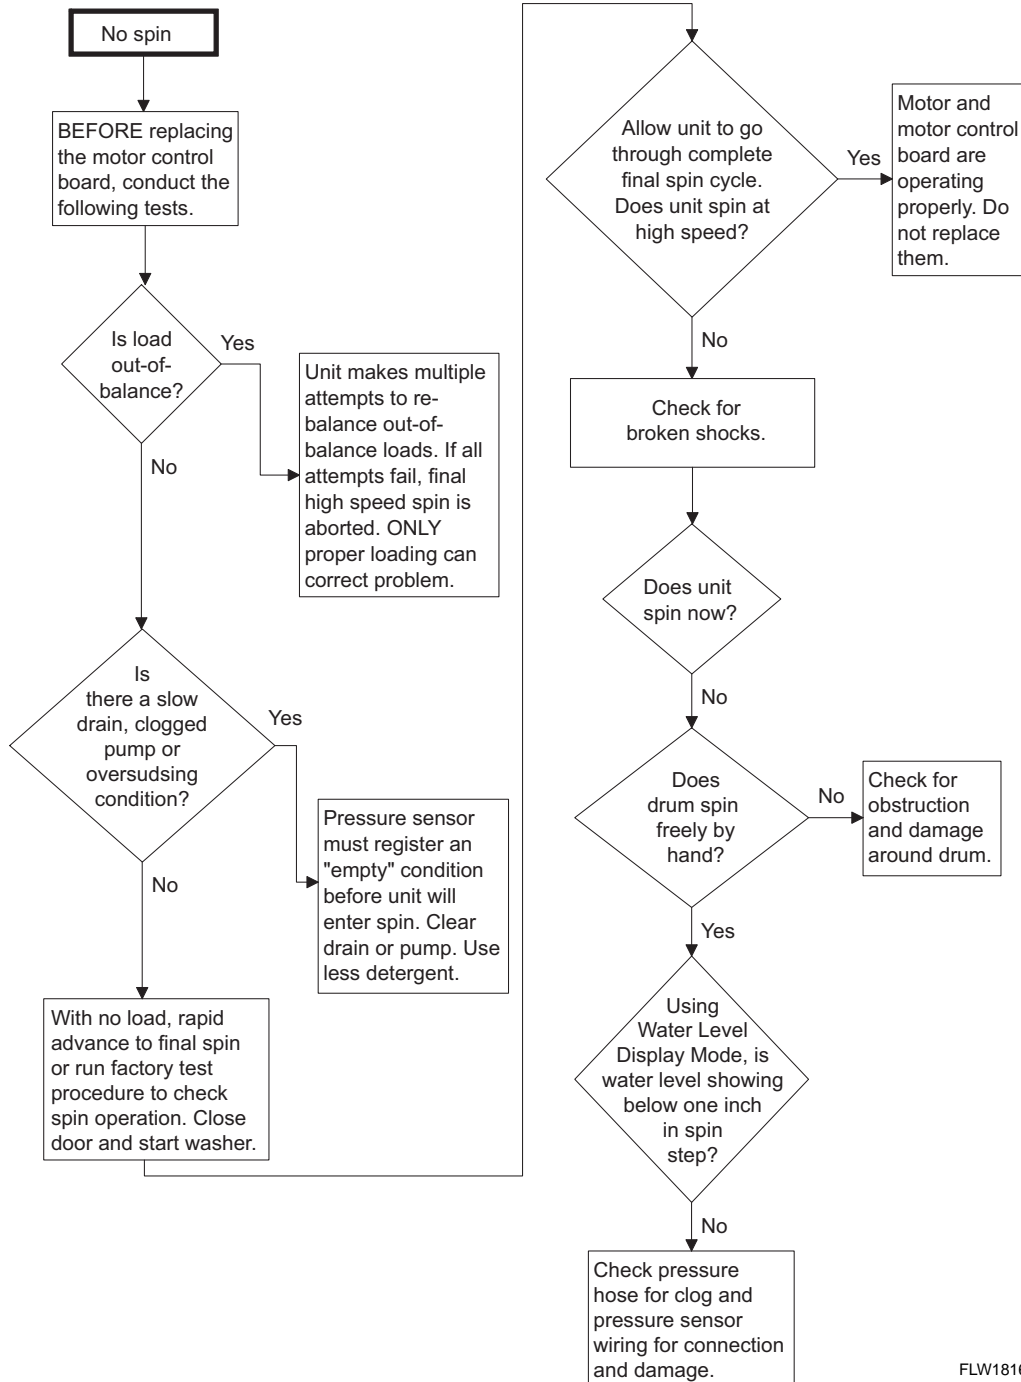 No spin
BEFORE replacing
the motor control
board, conduct the
following tests.
Is load
out-of-
balance?
Yes
Unit makes multiple
attempts to re-
balance out-of-
balance loads. If all
attempts fail, final
high speed spin is
aborted. ONLY
proper loading can
correct problem.
No
Is
there a slow
drain, clogged
pump or
oversudsing
condition?
Yes
Pressure sensor
must register an
"empty" condition
before unit will
enter spin. Clear
drain or pump. Use
less detergent.
No
With no load, rapid
advance to final spin
or run factory test
procedure to check
spin operation. Close
door and start washer.
Allow unit to go
through complete
final spin cycle.
Does unit spin at
high speed?
Yes
Motor and
motor control
board are
operating
properly. Do
not replace
them.
No
Check for
broken shocks.
Does unit
spin now?
No
Does
drum spin
freely by
hand?
No
Check for
obstruction
and damage
around drum.
Yes
Using
Water Level
Display Mode, is
water level showing
below one inch
in spin
step?
No
Check pressure
hose for clog and
pressure sensor
wiring for connection
and damage.
FLW1816